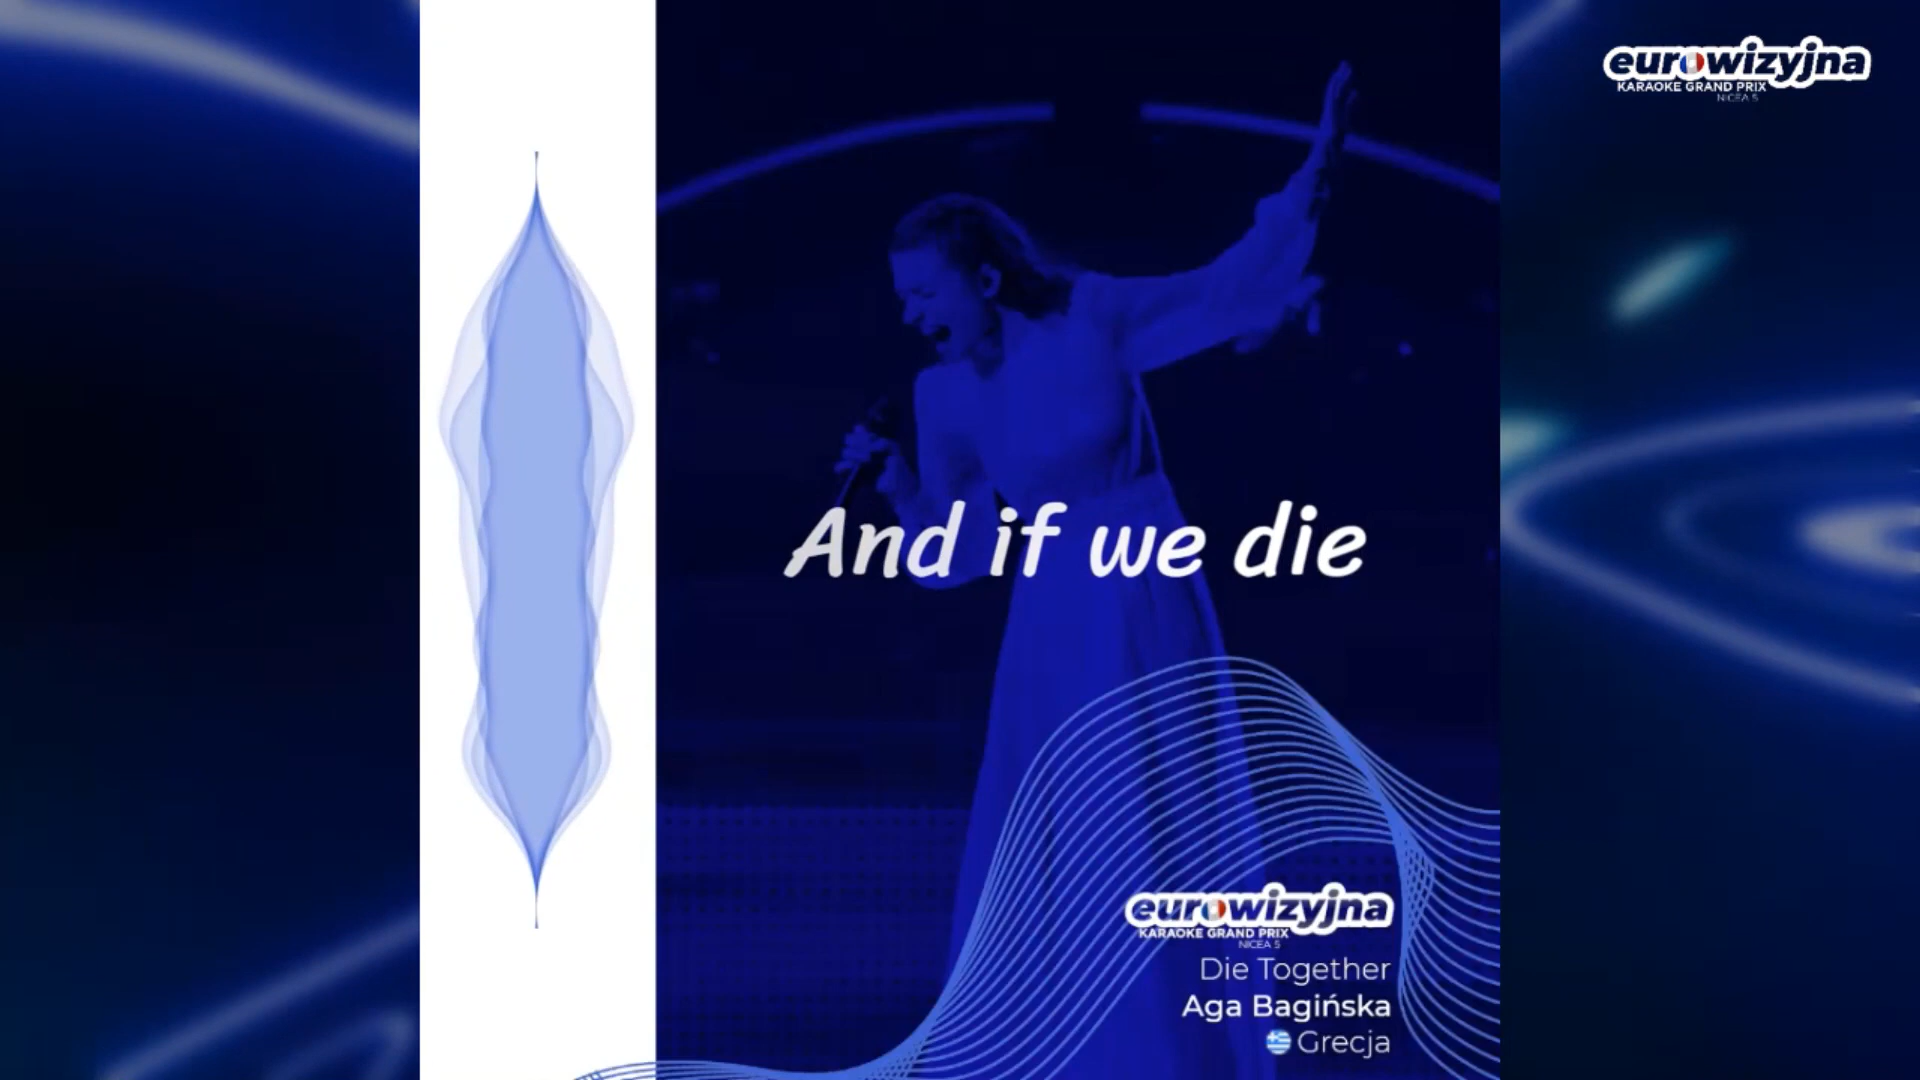 eurowizyjna
KARAOKE GRAND PRIX
NICEA 5
And if we die
eurowizyjna
KARAOKE GRAND PRIX
NICEA 5
Die Together
Aga Bagińska
Grecja